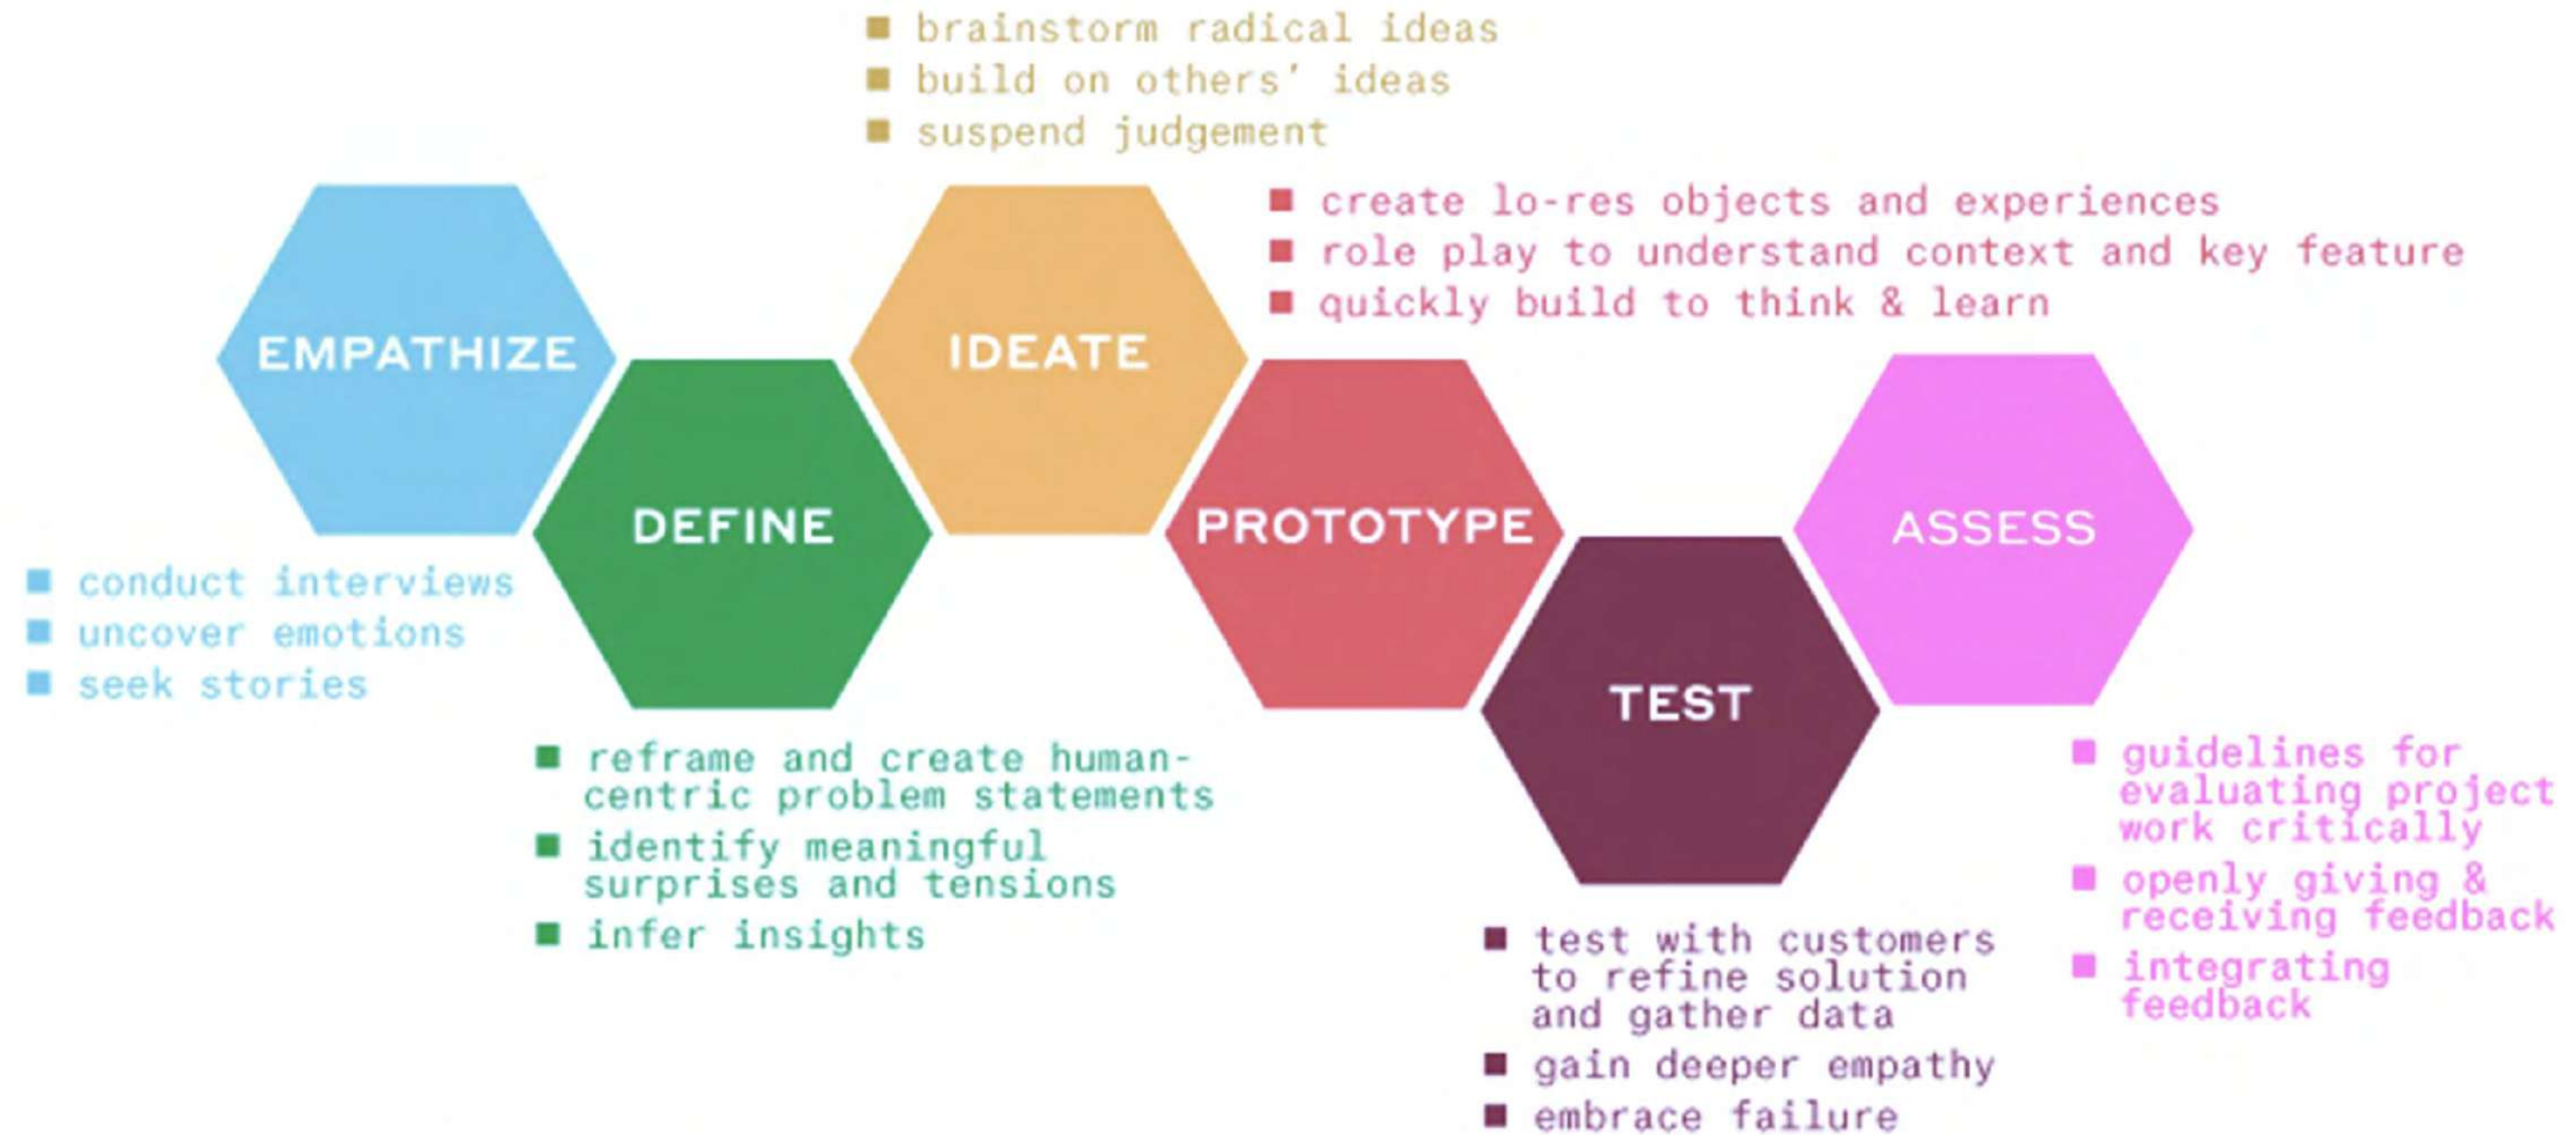 ■ brainstorm radical ideas
■ build on others’ ideas
■ suspend judgement
EMPATHIZE
■ conduct interviews
■ uncover emotions
■ seek stories
DEFINE
■ reframe and create human-
centric problem statements
■ identify meaningful
surprises and tensions
■ infer insights
IDEATE
■ create lo-res objects and experiences
■ role play to understand context and key feature
■ quickly build to think & learn
PROTOTYPE
TEST
■ test with customers
to refine solution
and gather data
■ gain deeper empathy
■ embrace failure
ASSESS
■ guidelines for
evaluating project
work critically
■ openly giving &
receiving feedback
■ integrating
feedback